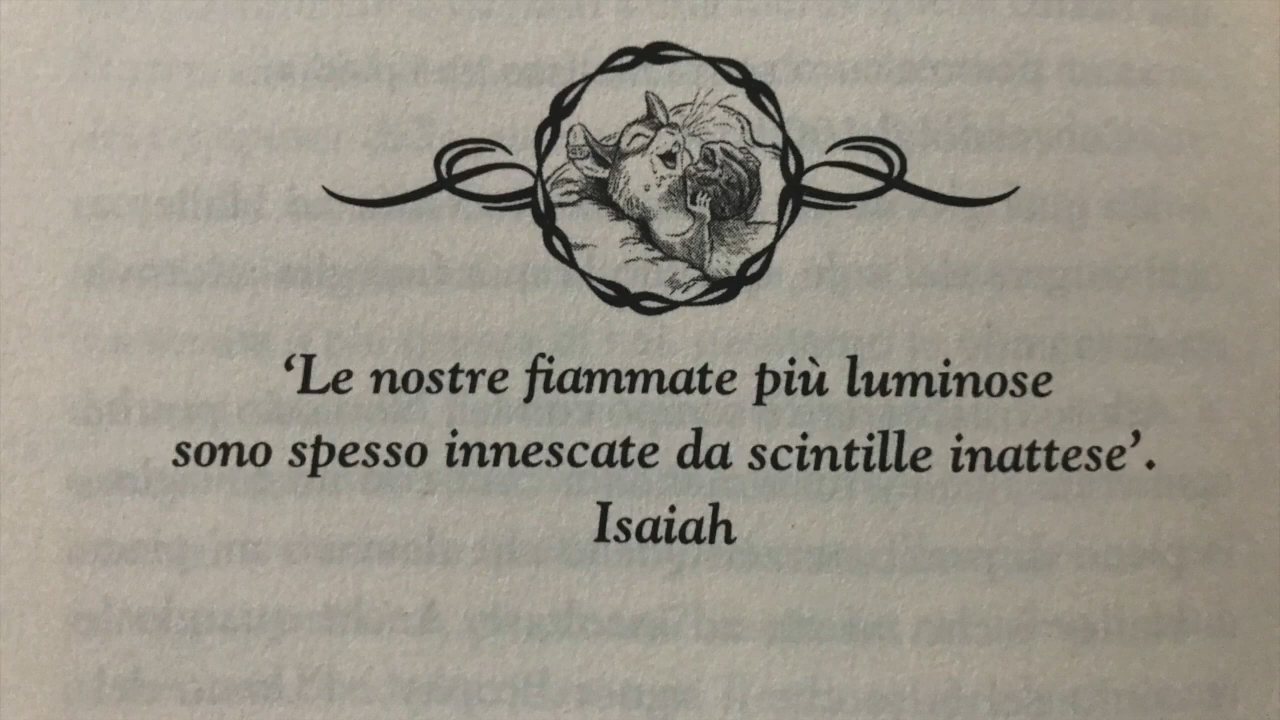 ‘Le nostre fiammate più luminose
sono spesso innescate da scintille inattese’.
Isaiah